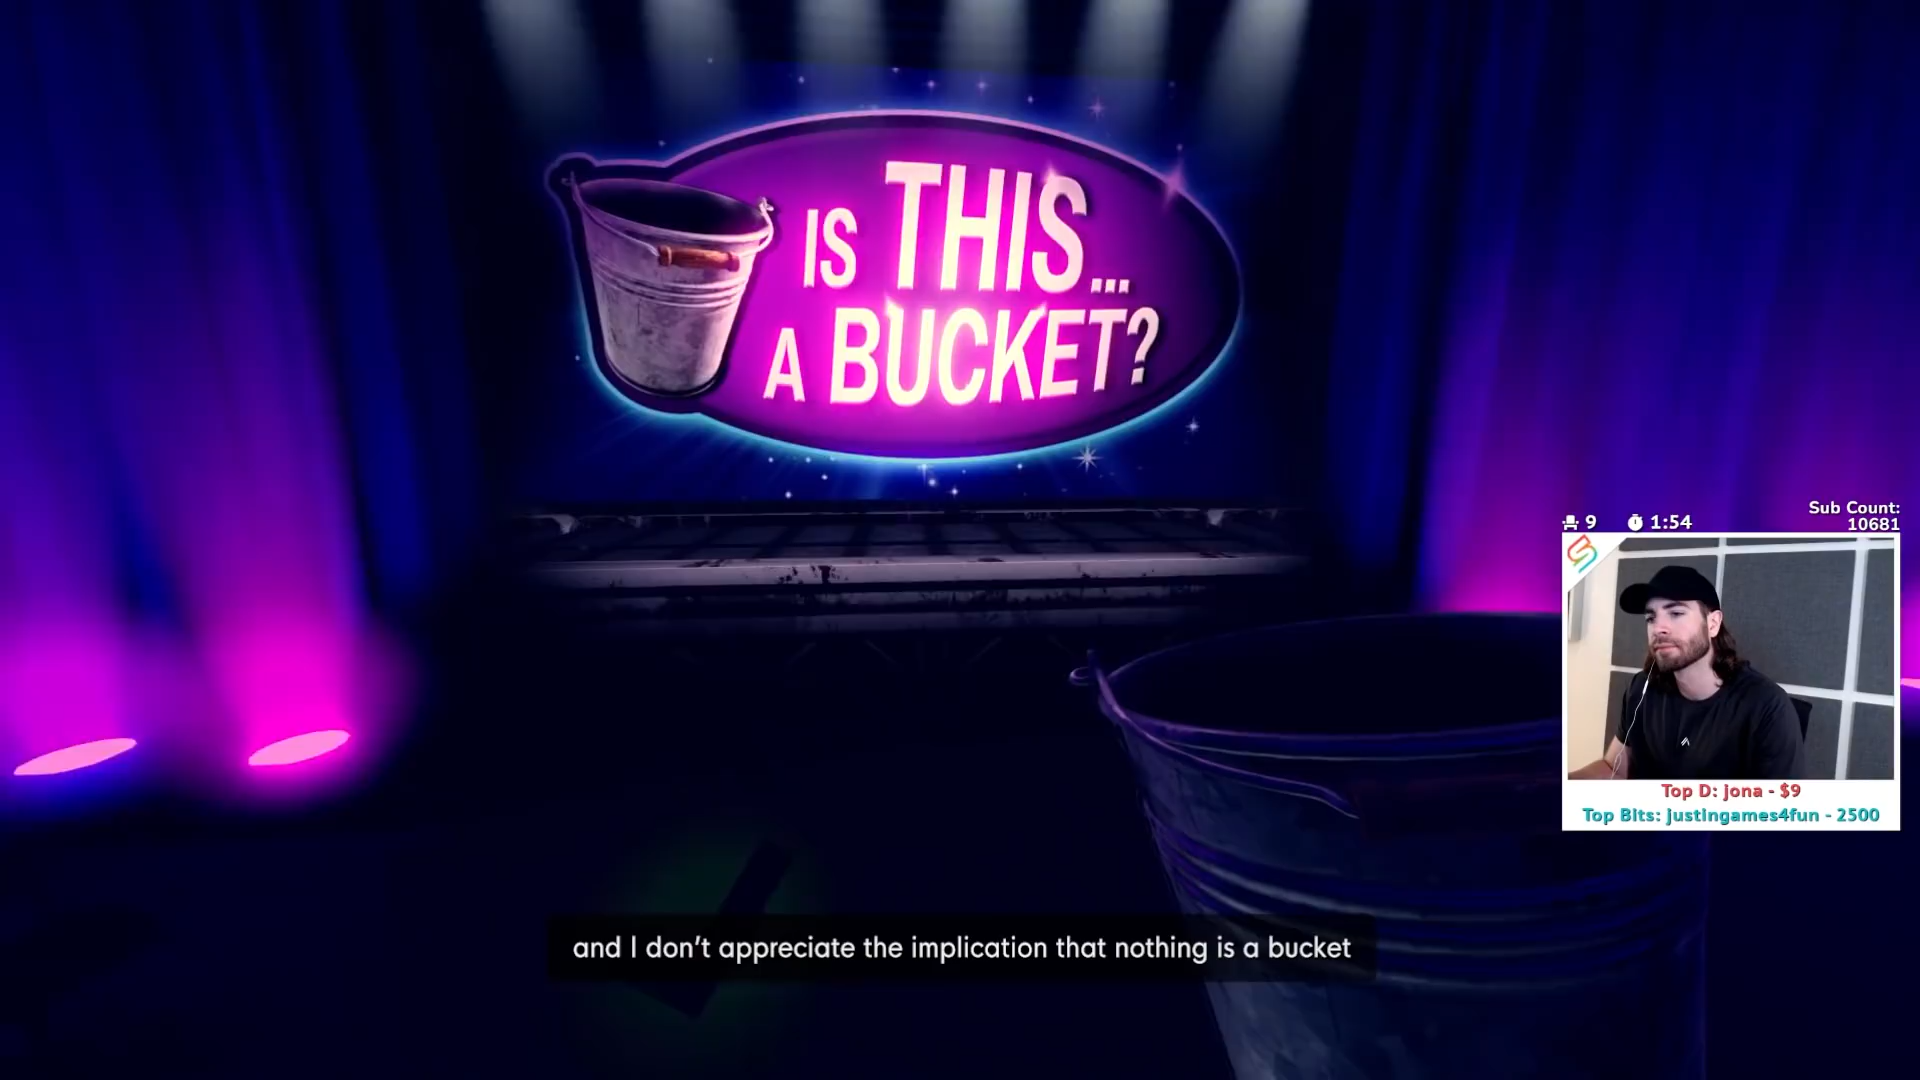 IS THIS...
A BUCKET?
9 1:54
Sub Count:
10681
Top D: jona - $9
Top Bits: justingames4fun - 2500
and I don't appreciate the implication that nothing is a bucket